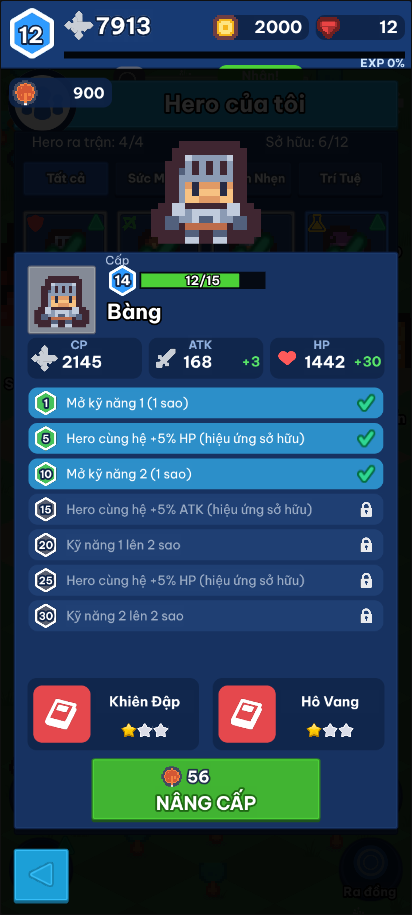 12
7913
2000
12
EXP 0%
Nhánh
900
Hero của tôi
Hero ra trận: 4/4
Sở hữu: 6/12
Tất cả
Sức M
n Nhẹn
Trí Tuệ
Cấp
14
12/15
Bàng
CP
2145
ATK
168 +3
HP
1442 +30
1 Mở kỹ năng 1 (1 sao)
5 Hero cùng hệ +5% HP (hiệu ứng sở hữu)
10 Mở kỹ năng 2 (1 sao)
15 Hero cùng hệ +5% ATK (hiệu ứng sở hữu)
20 Kỹ năng 1 lên 2 sao
25 Hero cùng hệ +5% HP (hiệu ứng sở hữu)
30 Kỹ năng 2 lên 2 sao
Khiên Đập
Hô Vang
56
NÂNG CẤP
Ra đồng